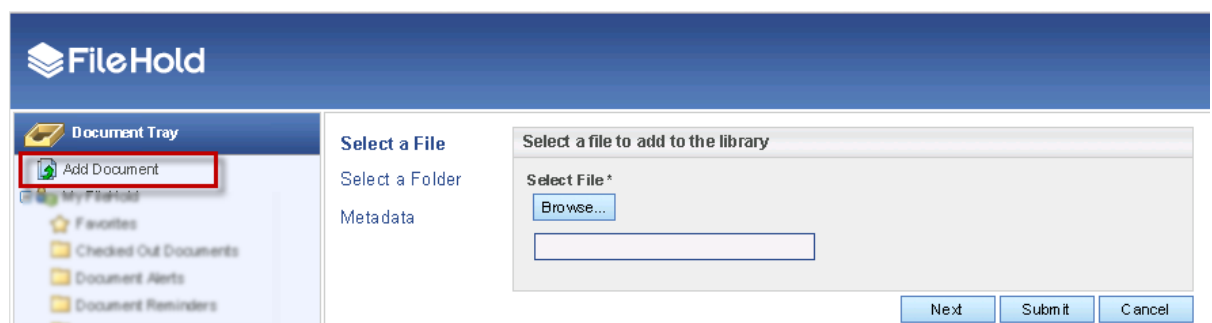 FileHold
Document Tray
Add Document
My FileHold
Favorites
Checked Out Documents
Document Alerts
Document Reminders
Select a File
Select a Folder
Metadata
Select a file to add to the library
Select File *
Browse...
Next Submit Cancel